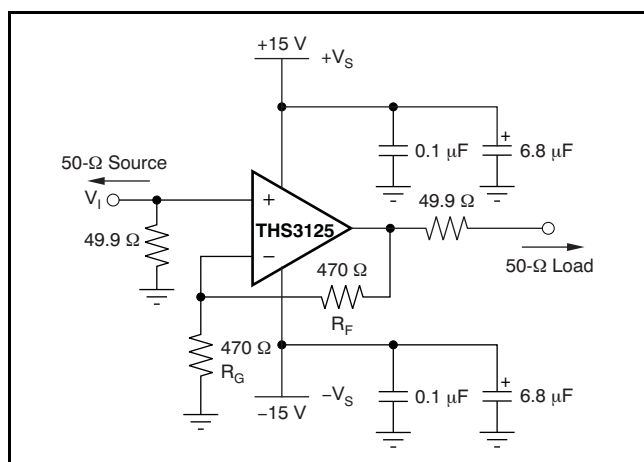 +15 V
+V_S
0.1 µF
+
6.8 µF
50-Ω Source
V_I
+
THS3125
−
49.9 Ω
49.9 Ω
50-Ω Load
470 Ω
R_F
470 Ω
R_G
−15 V
−V_S
0.1 µF
+
6.8 µF